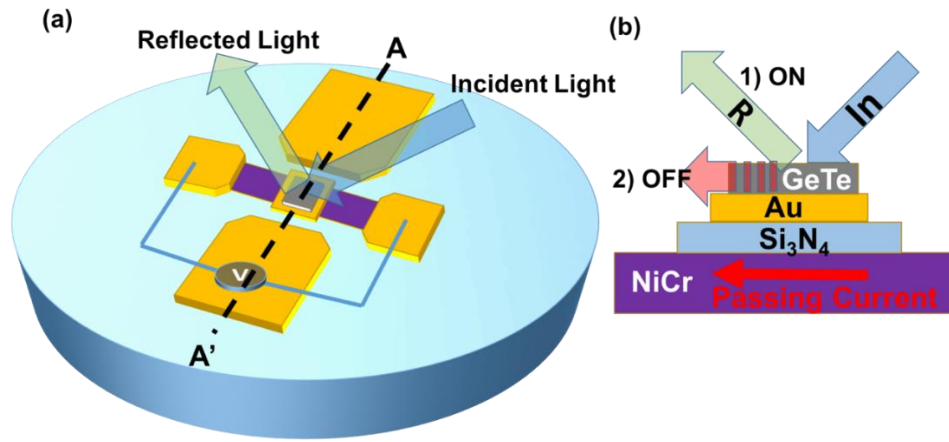 (a)
Reflected Light
A
Incident Light
V
A'
(b)
1) ON
R
In
2) OFF
GeTe
Au
Si₃N₄
NiCr
Passing Current